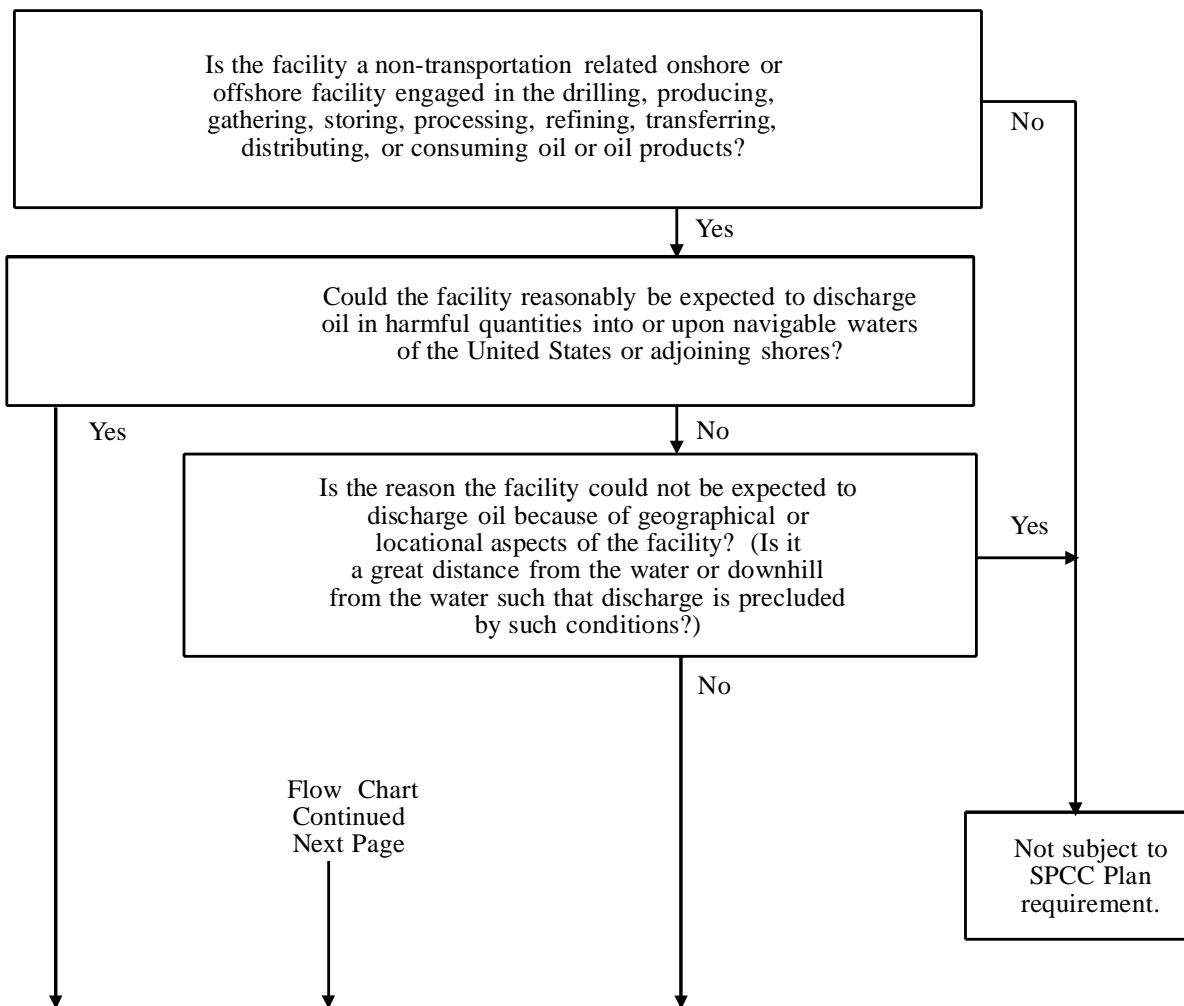 Is the facility a non-transportation related onshore or
offshore facility engaged in the drilling, producing,
gathering, storing, processing, refining, transferring,
distributing, or consuming oil or oil products?
No
Yes
Could the facility reasonably be expected to discharge
oil in harmful quantities into or upon navigable waters
of the United States or adjoining shores?
Yes
No
Is the reason the facility could not be expected to
discharge oil because of geographical or
locational aspects of the facility? (Is it
a great distance from the water or downhill
from the water such that discharge is precluded
by such conditions?)
Yes
No
Flow Chart
Continued
Next Page
Not subject to
SPCC Plan
requirement.